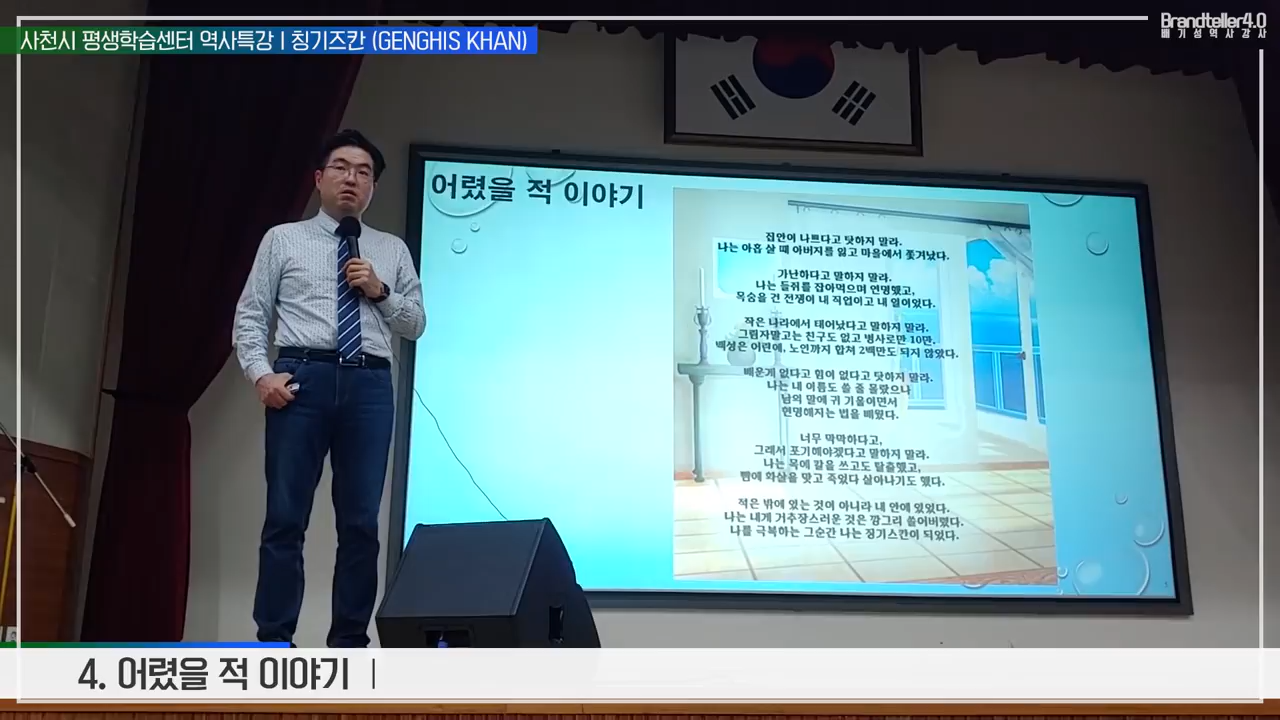 사천시 평생학습센터 역사특강 | 칭기즈칸 (GENGHIS KHAN)
Brandteller4.0
배기성역사강사
어렸을 적 이야기
집안이 나쁘다고 탓하지 말라.
나는 아홉 살 때 아버지를 잃고 마을에서 쫓겨났다.
가난하다고 말하지 말라.
나는 들쥐를 잡아먹으며 연명했고,
목숨을 건 전쟁이 내 직업이고 내 일이었다.
작은 나라에서 태어났다고 말하지 말라.
그림자말고는 친구도 없고 병사로만 10만.
백성은 어린애, 노인까지 합쳐 2백만도 되지 않았다.
배운게 없다고 힘이 없다고 탓하지 말라.
나는 내 이름도 쓸 줄 몰랐으나
남의 말에 귀 기울이면서
현명해지는 법을 배웠다.
너무 막막하다고,
그래서 포기해야겠다고 말하지 말라.
나는 목에 칼을 쓰고도 탈출했고,
뺨에 화살을 맞고 죽었다 살아나기도 했다.
적은 밖에 있는 것이 아니라 내 안에 있었다.
나는 내게 거추장스러운 것은 깡그리 쓸어버렸다.
나를 극복하는 그순간 나는 징기스칸이 되었다.
4. 어렸을 적 이야기 |